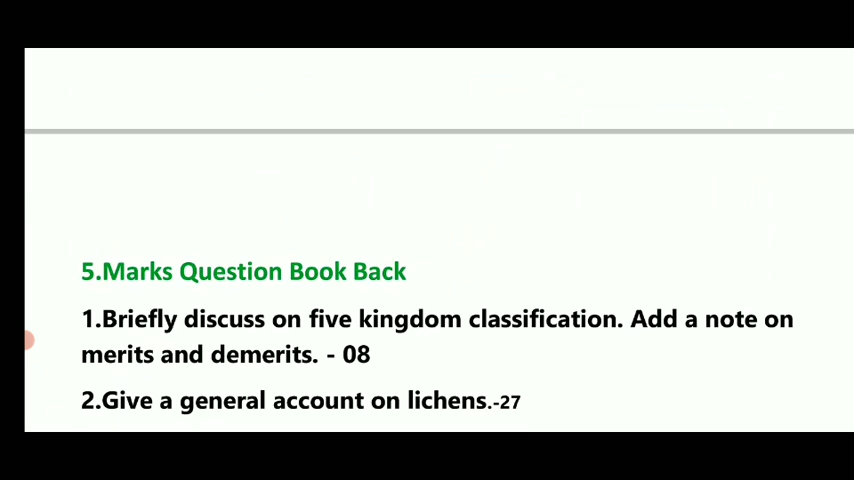 5.Marks Question Book Back
1.Briefly discuss on five kingdom classification. Add a note on
merits and demerits. - 08
2.Give a general account on lichens.-27